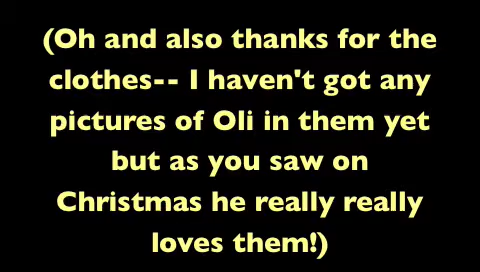 (Oh and also thanks for the
clothes-- I haven't got any
pictures of Oli in them yet
but as you saw on
Christmas he really really
loves them!)